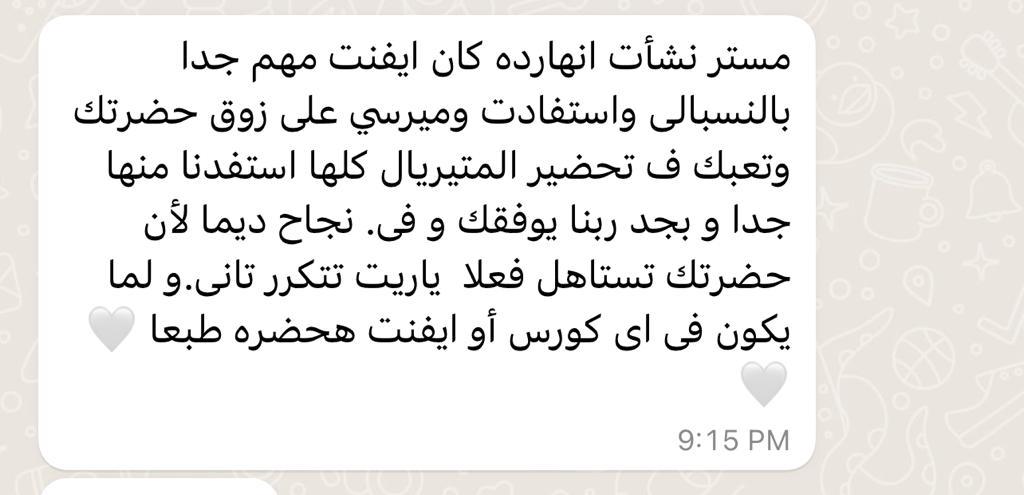 مستر نشأت انهارده كان ايفنت مهم جدا
بالنسبالى واستفادت وميرسي على زوق حضرتك
وتعبك ف تحضير المتيريال كلها استفدنا منها
جدا و بجد ربنا يوفقك و فى. نجاح ديما لأن
حضرتك تستاهل فعلا  ياريت تتكرر تانى.و لما
يكون فى اى كورس أو ايفنت هحضره طبعا 🤍
🤍
9:15 PM